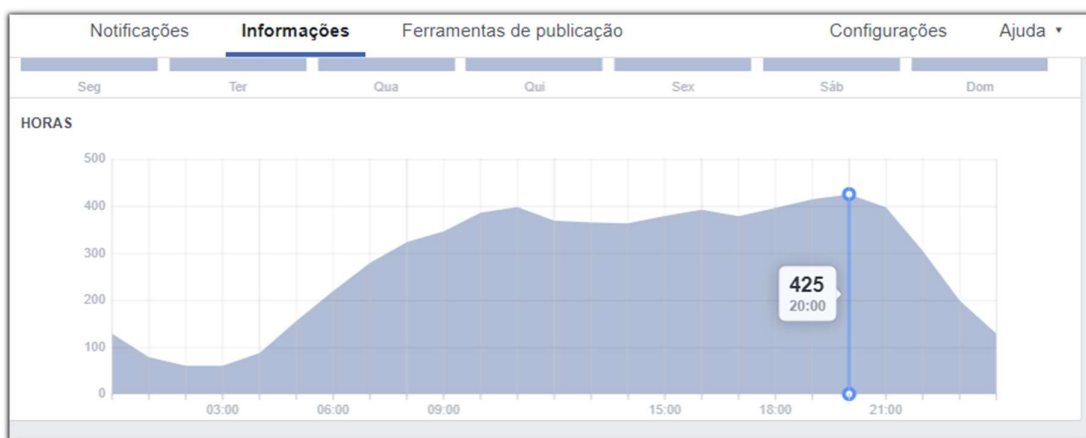 Notificações Informações Ferramentas de publicação Configurações Ajuda
Seg Ter Qua Qui Sex Sáb Dom
HORAS
500
400
300
200
100
0
425
20:00
03:00 06:00 09:00 15:00 18:00 21:00